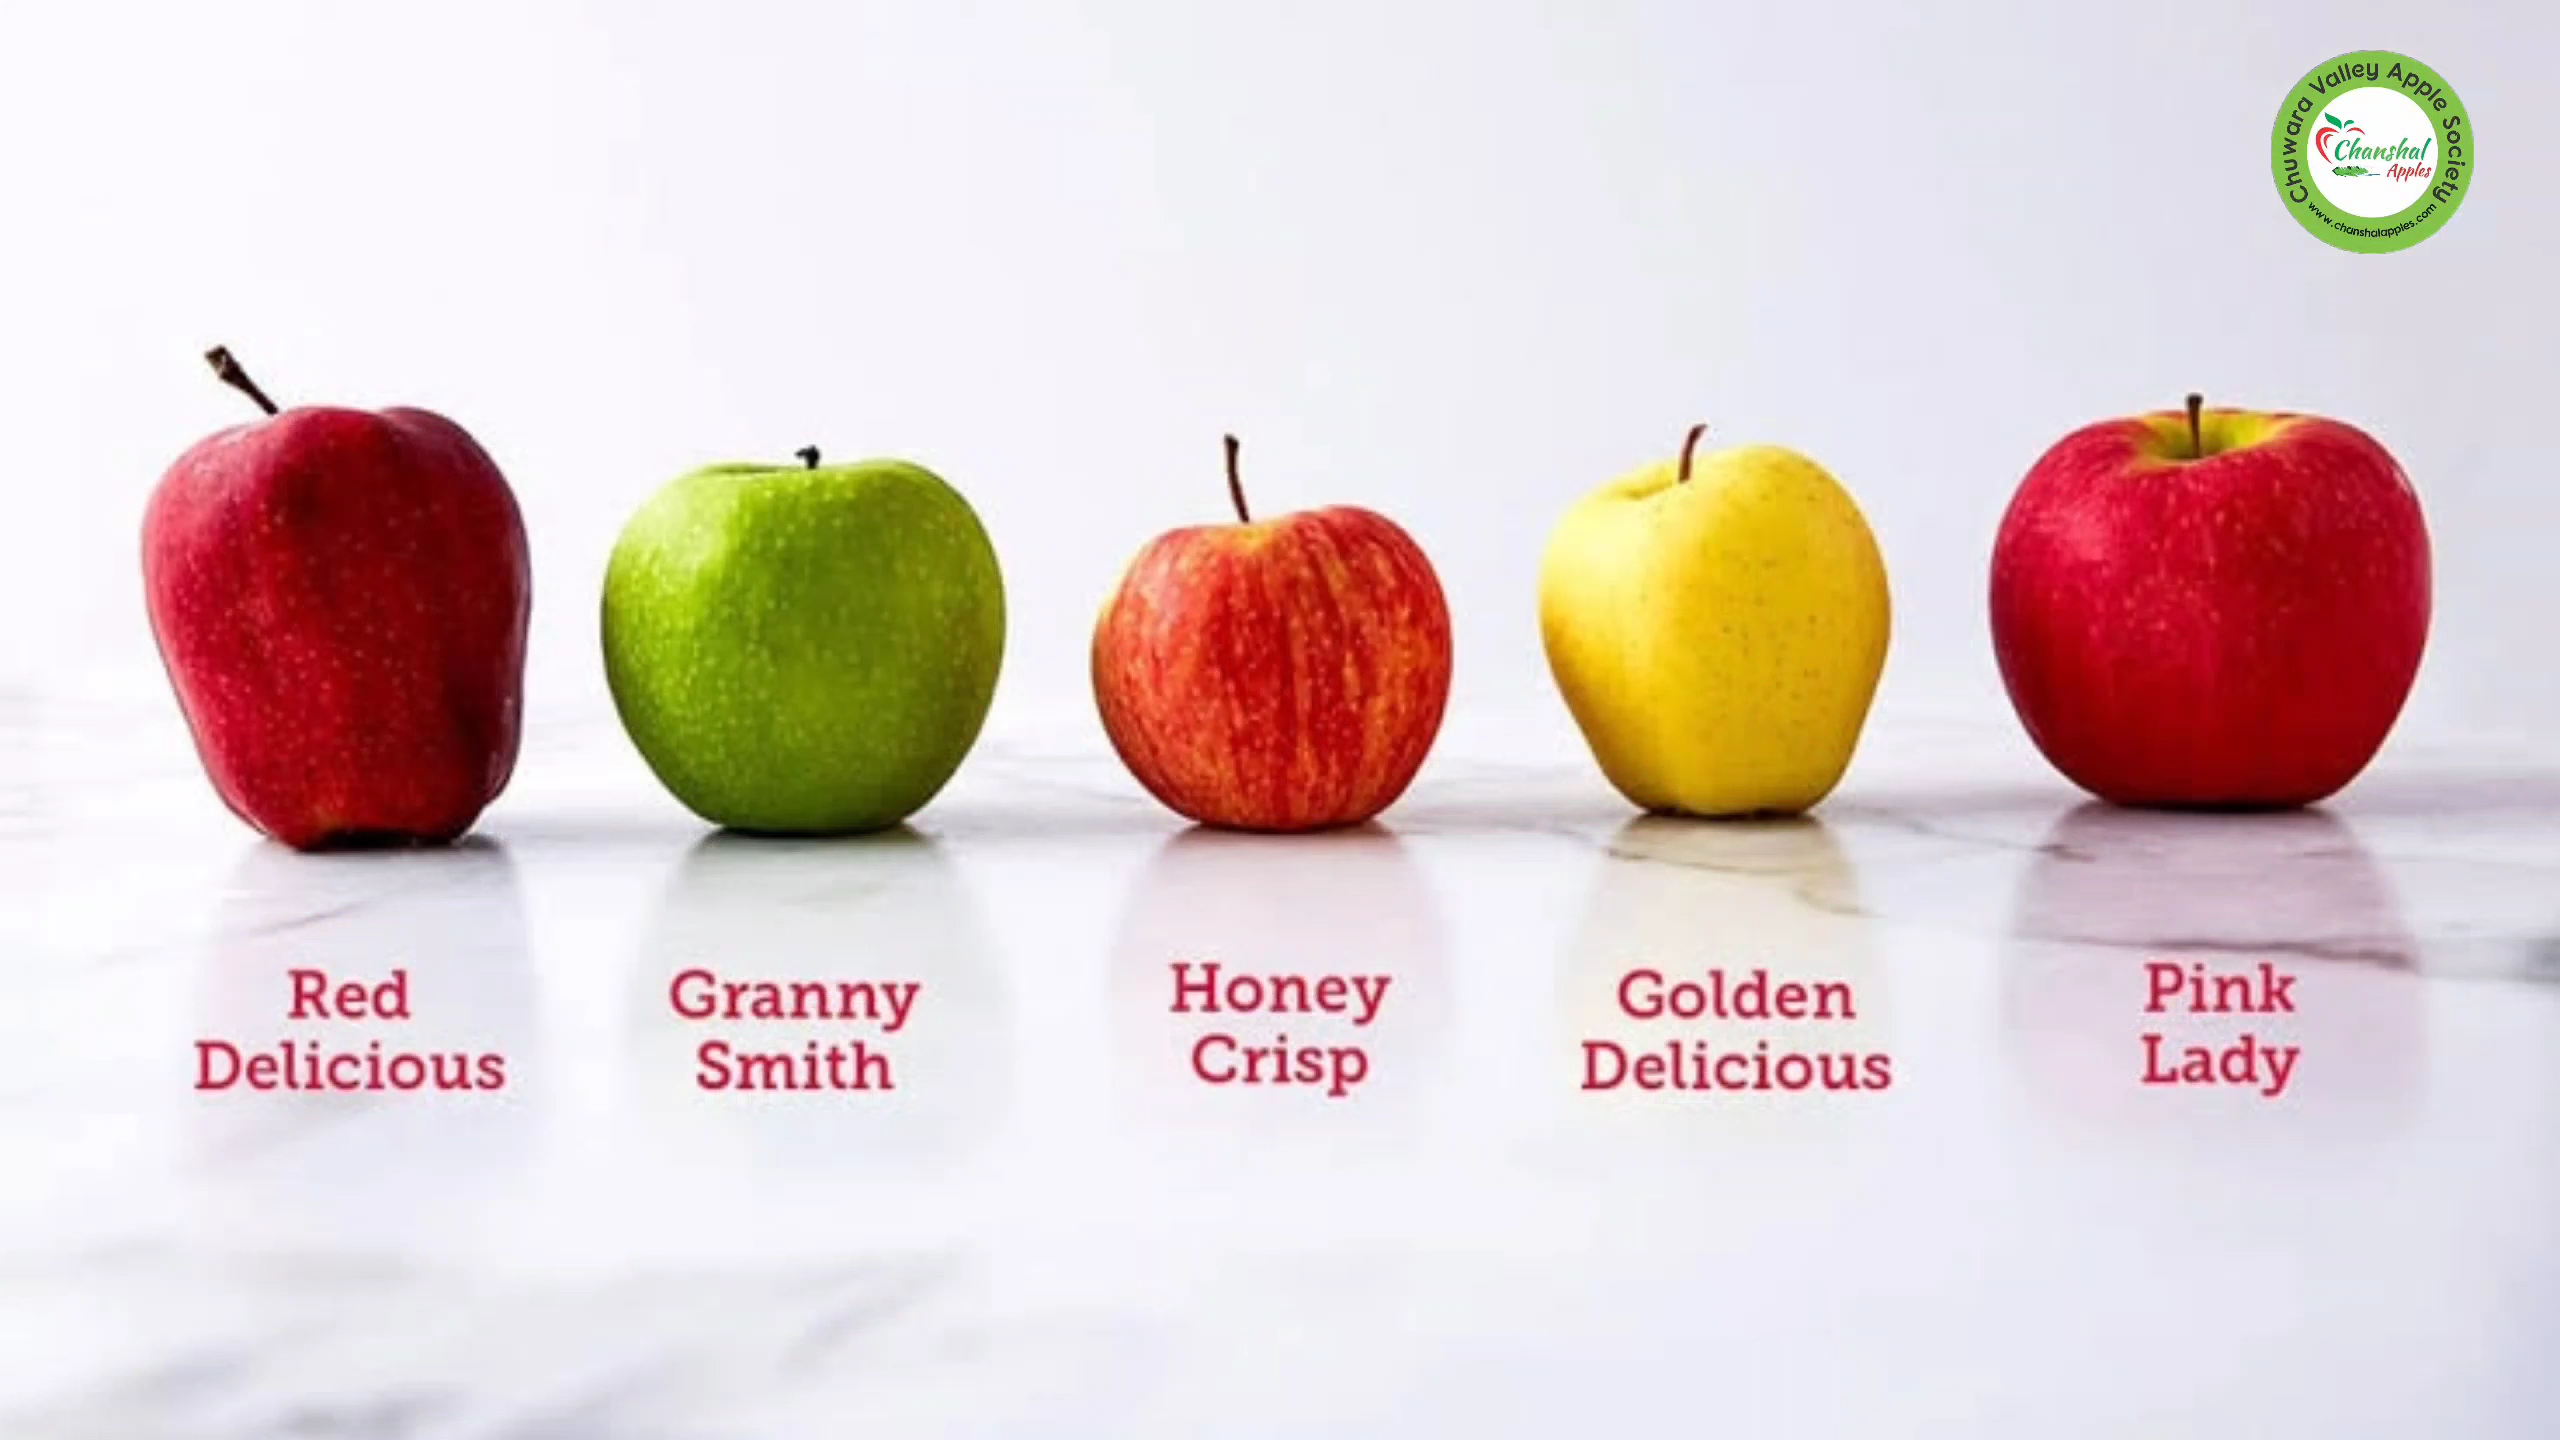 Chuwara Valley Apple Society
Chanshal
Apples
www.chanshalapples.com
Red
Delicious
Granny
Smith
Honey
Crisp
Golden
Delicious
Pink
Lady